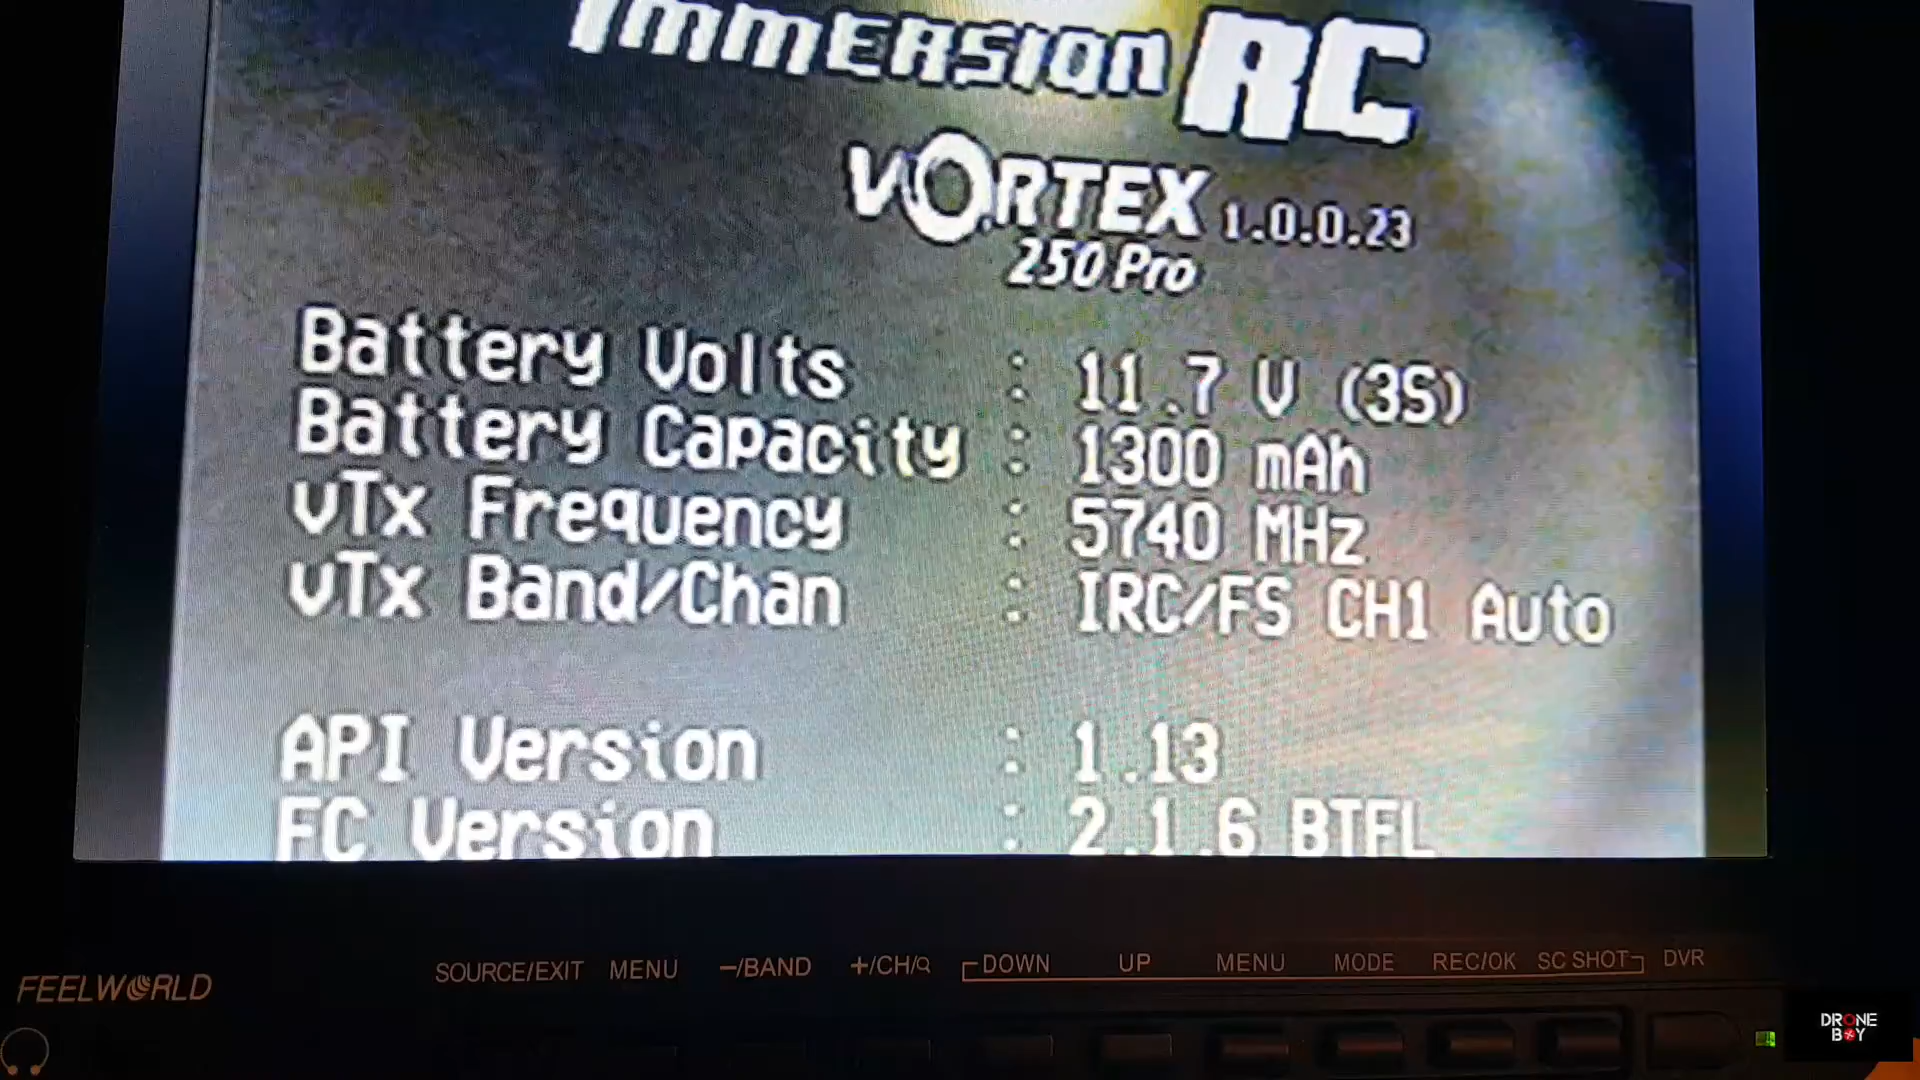 ImmersionRC
VORTEX 1.0.0.23
250 Pro
Battery Volts : 11.7 V (3S)
Battery Capacity : 1300 mAh
vTx Frequency : 5740 MHz
vTx Band/Chan : IRC/FS CH1 Auto
API Version : 1.13
FC Version : 2.1.6 BTFL
FEELWORLD SOURCE/EXIT MENU −/BAND +/CH/ DOWN UP MENU MODE REC/OK SC SHOT DVR
DRONE
BOY